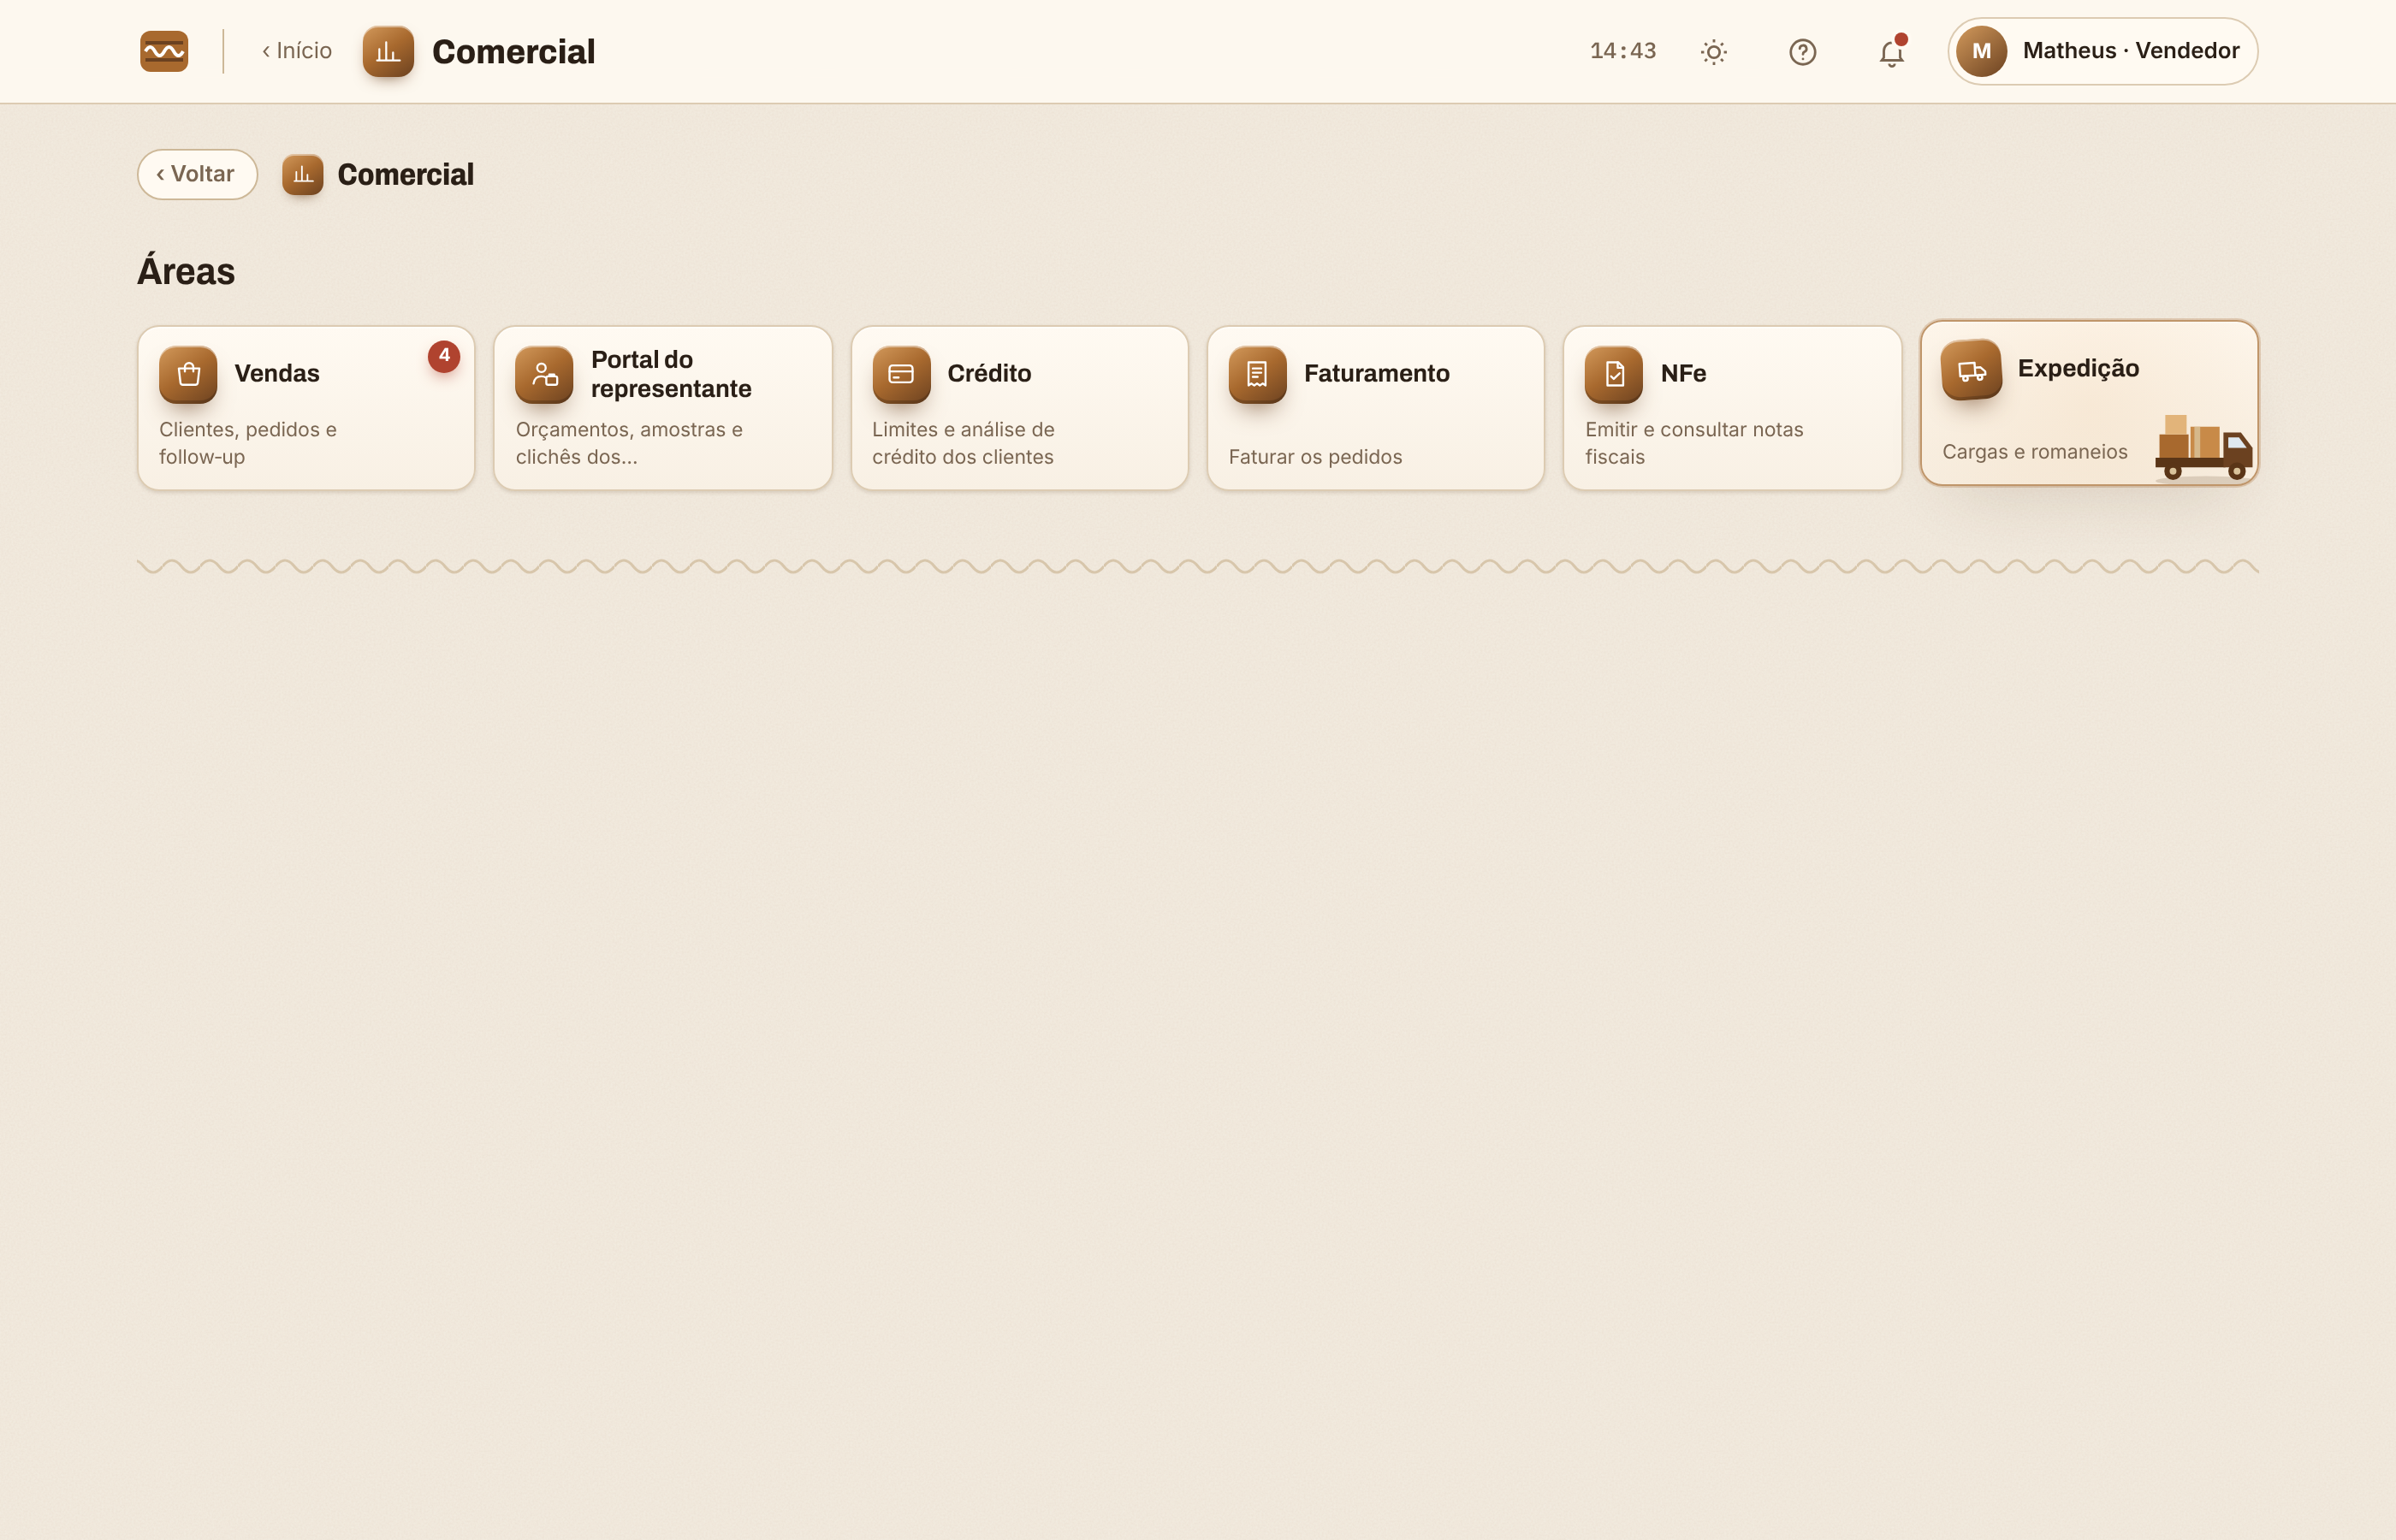 ‹ Início
Comercial
14:43
M
Matheus · Vendedor
‹ Voltar
Comercial
Áreas
Vendas
4
Clientes, pedidos e
follow-up
Portal do
representante
Orçamentos, amostras e
clichês dos…
Crédito
Limites e análise de
crédito dos clientes
Faturamento
Faturar os pedidos
NFe
Emitir e consultar notas
fiscais
Expedição
Cargas e romaneios